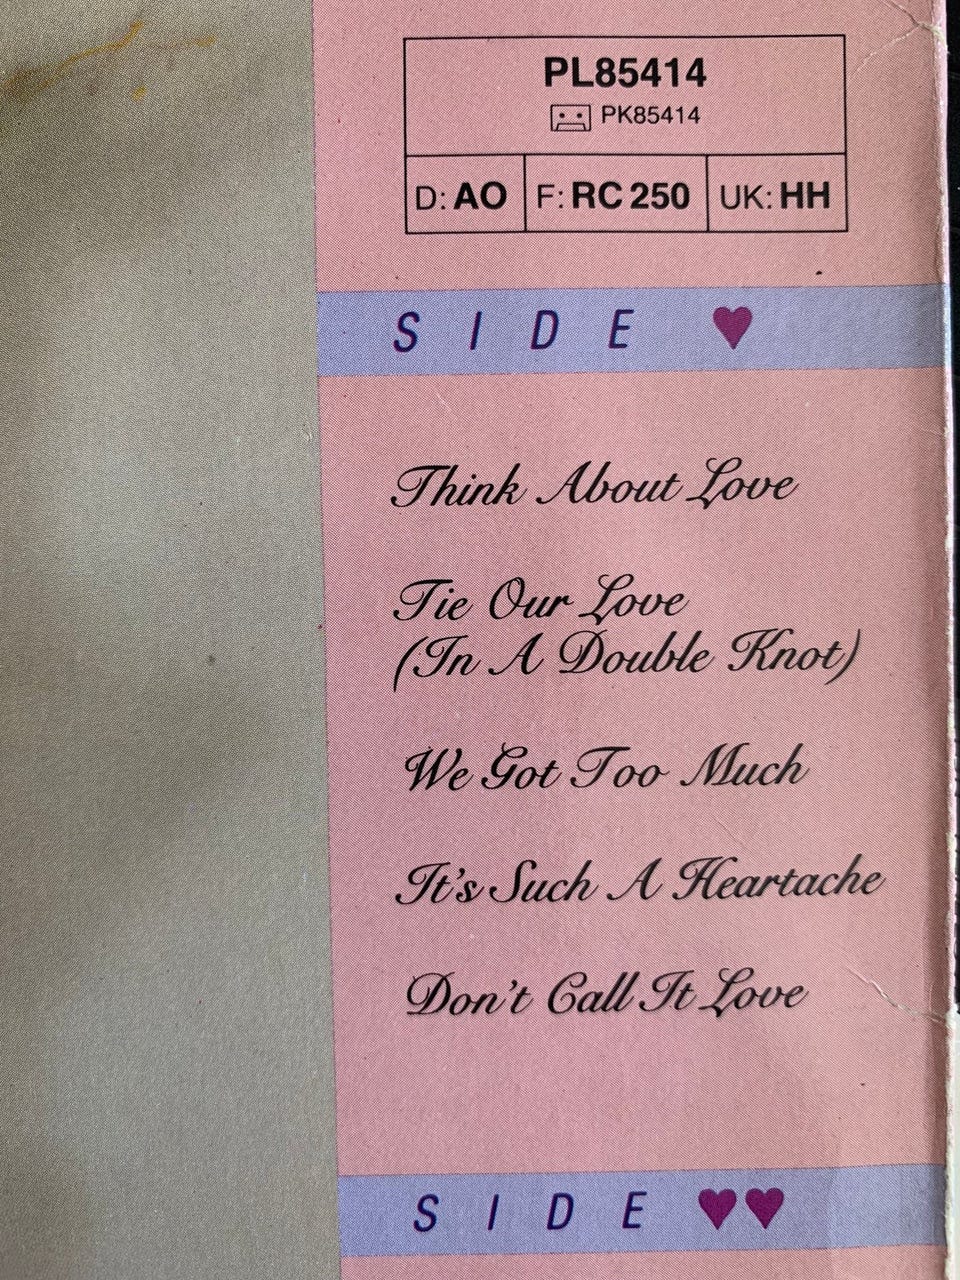 PL85414
PK85414
D: AO F: RC 250 UK: HH
SIDE ♥
Think About Love
Tie Our Love
(In A Double Knot)
We Got Too Much
It's Such A Heartache
Don't Call It Love
SIDE ♥♥